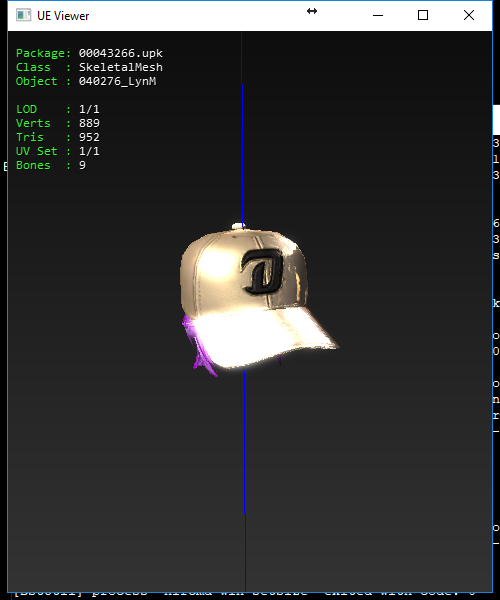 UE Viewer
Package: 00043266.upk
Class : SkeletalMesh
Object : 040276_LynM
LOD : 1/1
Verts : 889
Tris : 952
UV Set : 1/1
Bones : 9
D